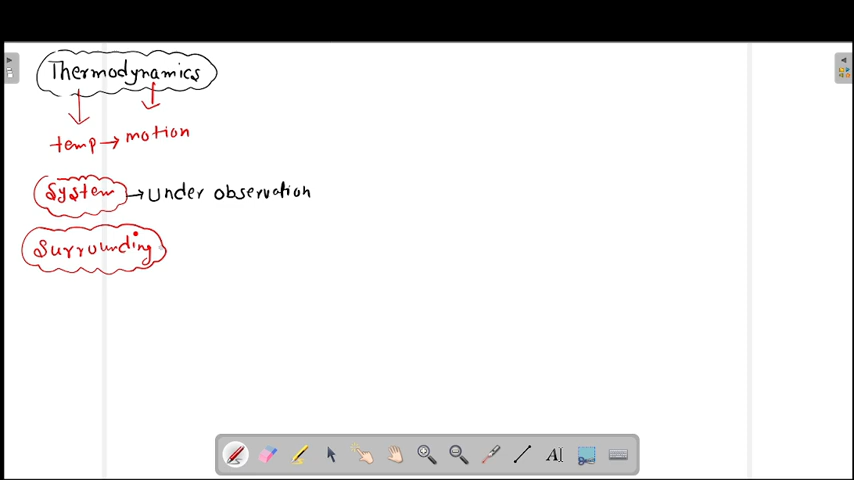 Thermodynamics
temp → motion
System → Under observation
Surrounding